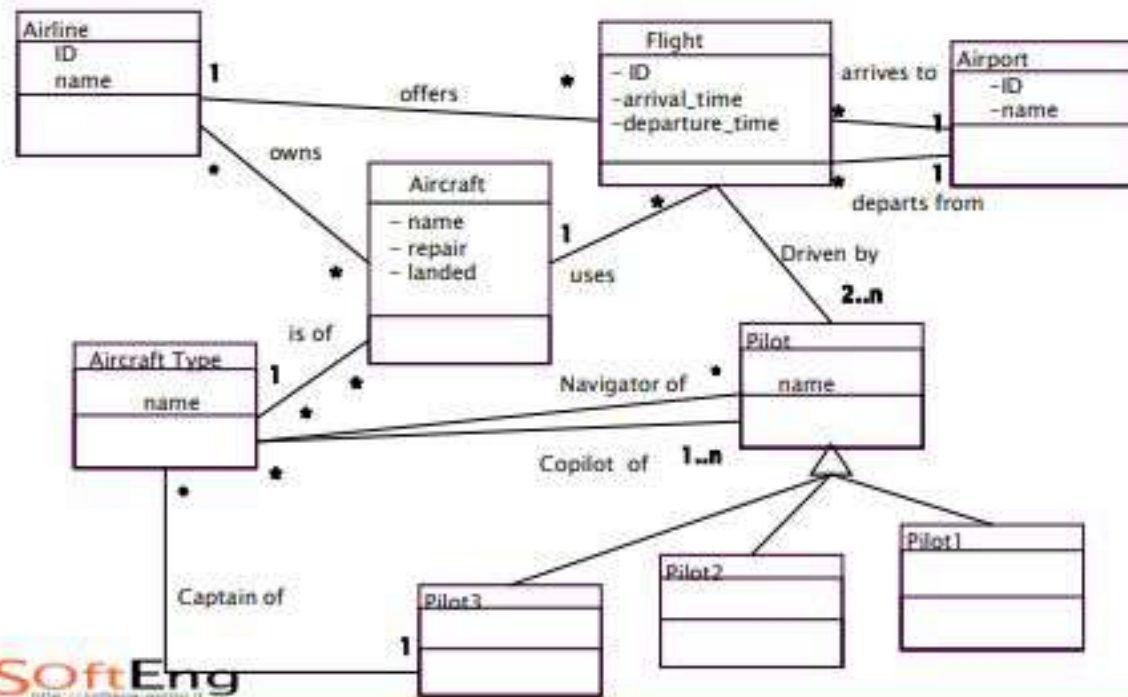 Airline
ID
name
1
offers
*
Flight
- ID
-arrival_time
-departure_time
arrives to
*
1
Airport
-ID
-name
*
1
departs from
owns
*
*
Aircraft
- name
- repair
- landed
1
uses
*
Driven by
2..n
is of
1
*
Aircraft Type
name
*
Navigator of
*
Pilot
name
*
Copilot of
1..n
*
Captain of
1
Pilot3
Pilot2
Pilot1
SOftEng